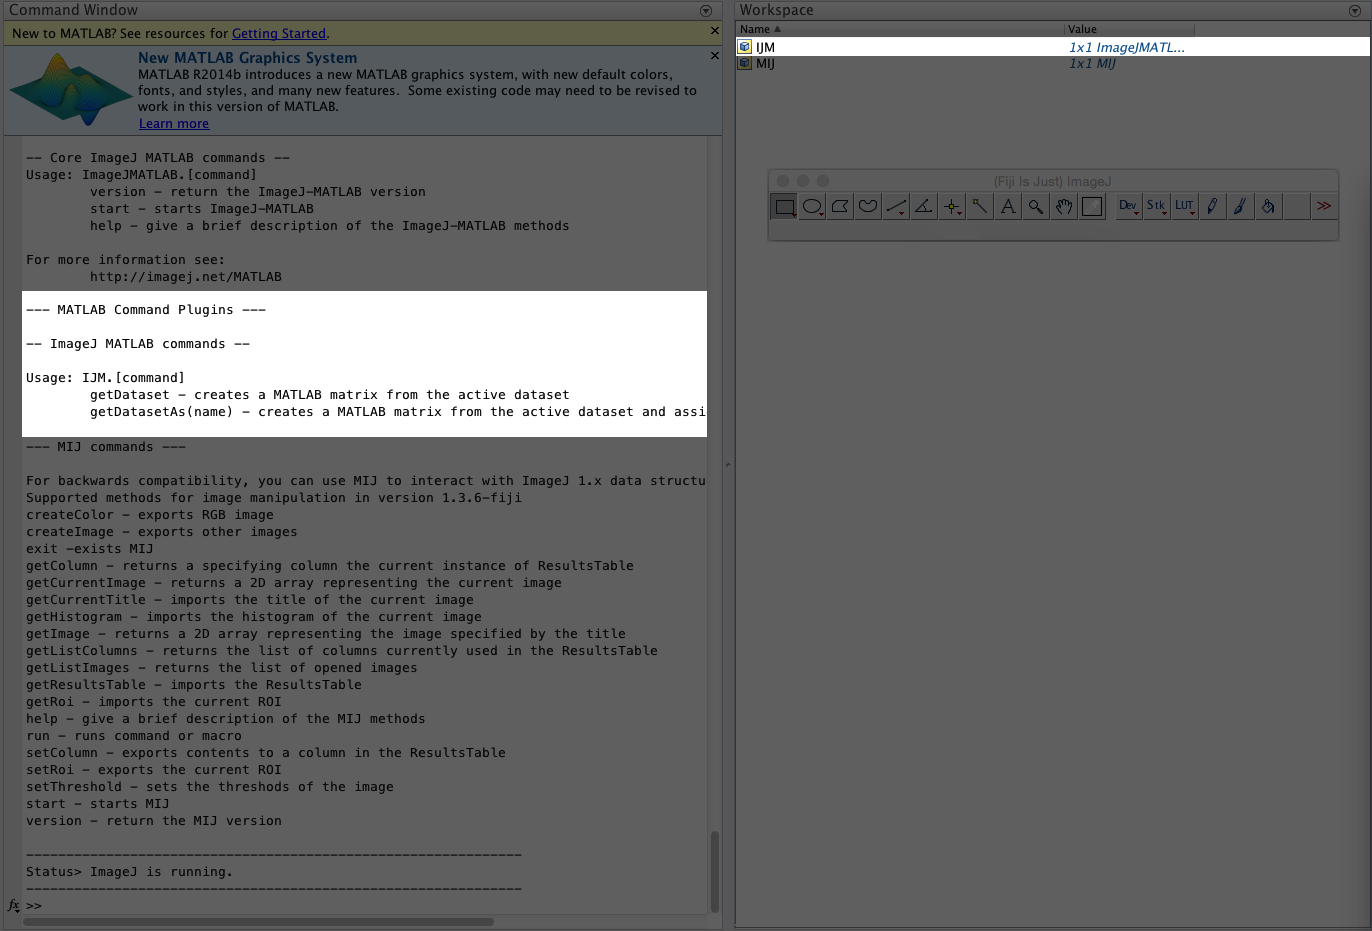 Command Window
New to MATLAB? See resources for Getting Started.
New MATLAB Graphics System
MATLAB R2014b introduces a new MATLAB graphics system, with new default colors,
fonts, and styles, and many new features. Some existing code may need to be revised to
work in this version of MATLAB.
Learn more
-- Core ImageJ MATLAB commands --
Usage: ImageJMATLAB.[command]
version - return the ImageJ-MATLAB version
start - starts ImageJ-MATLAB
help - give a brief description of the ImageJ-MATLAB methods
For more information see:
http://imagej.net/MATLAB
--- MATLAB Command Plugins ---
-- ImageJ MATLAB commands --
Usage: IJM.[command]
getDataset - creates a MATLAB matrix from the active dataset
getDatasetAs(name) - creates a MATLAB matrix from the active dataset and assi
--- MIJ commands ---
For backwards compatibility, you can use MIJ to interact with ImageJ 1.x data structu
Supported methods for image manipulation in version 1.3.6-fiji
createColor - exports RGB image
createImage - exports other images
exit -exists MIJ
getColumn - returns a specifying column the current instance of ResultsTable
getCurrentImage - returns a 2D array representing the current image
getCurrentTitle - imports the title of the current image
getHistogram - imports the histogram of the current image
getImage - returns a 2D array representing the image specified by the title
getListColumns - returns the list of columns currently used in the ResultsTable
getListImages - returns the list of opened images
getResultsTable - imports the ResultsTable
getRoi - imports the current ROI
help - give a brief description of the MIJ methods
run - runs command or macro
setColumn - exports contents to a column in the ResultsTable
setRoi - exports the current ROI
setThreshold - sets the threshods of the image
start - starts MIJ
version - return the MIJ version
--------------------------------------------------------------
Status> ImageJ is running.
--------------------------------------------------------------
fx >>
Workspace
Name Value
IJM 1x1 ImageJMATL...
MIJ 1x1 MIJ
(Fiji Is Just) ImageJ
A Dev Stk LUT >>